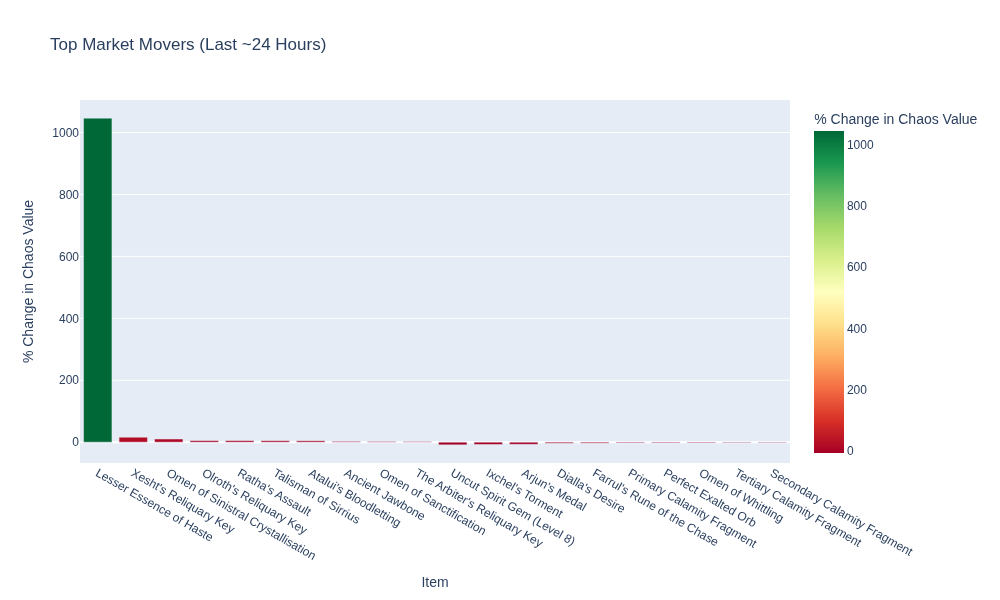 Top Market Movers (Last ~24 Hours)
% Change in Chaos Value
1000
800
600
400
200
0
% Change in Chaos Value
1000
800
600
400
200
0
Lesser Essence of Haste
Xesht's Reliquary Key
Omen of Sinistral Crystallisation
Olroth's Reliquary Key
Ratha's Assault
Talisman of Sirrius
Atalui's Bloodletting
Ancient Jawbone
Omen of Sanctification
The Arbiter's Reliquary Key
Uncut Spirit Gem (Level 8)
Ixchel's Torment
Arjun's Medal
Dialla's Desire
Farrul's Rune of the Chase
Primary Calamity Fragment
Perfect Exalted Orb
Omen of Whittling
Tertiary Calamity Fragment
Secondary Calamity Fragment
Item